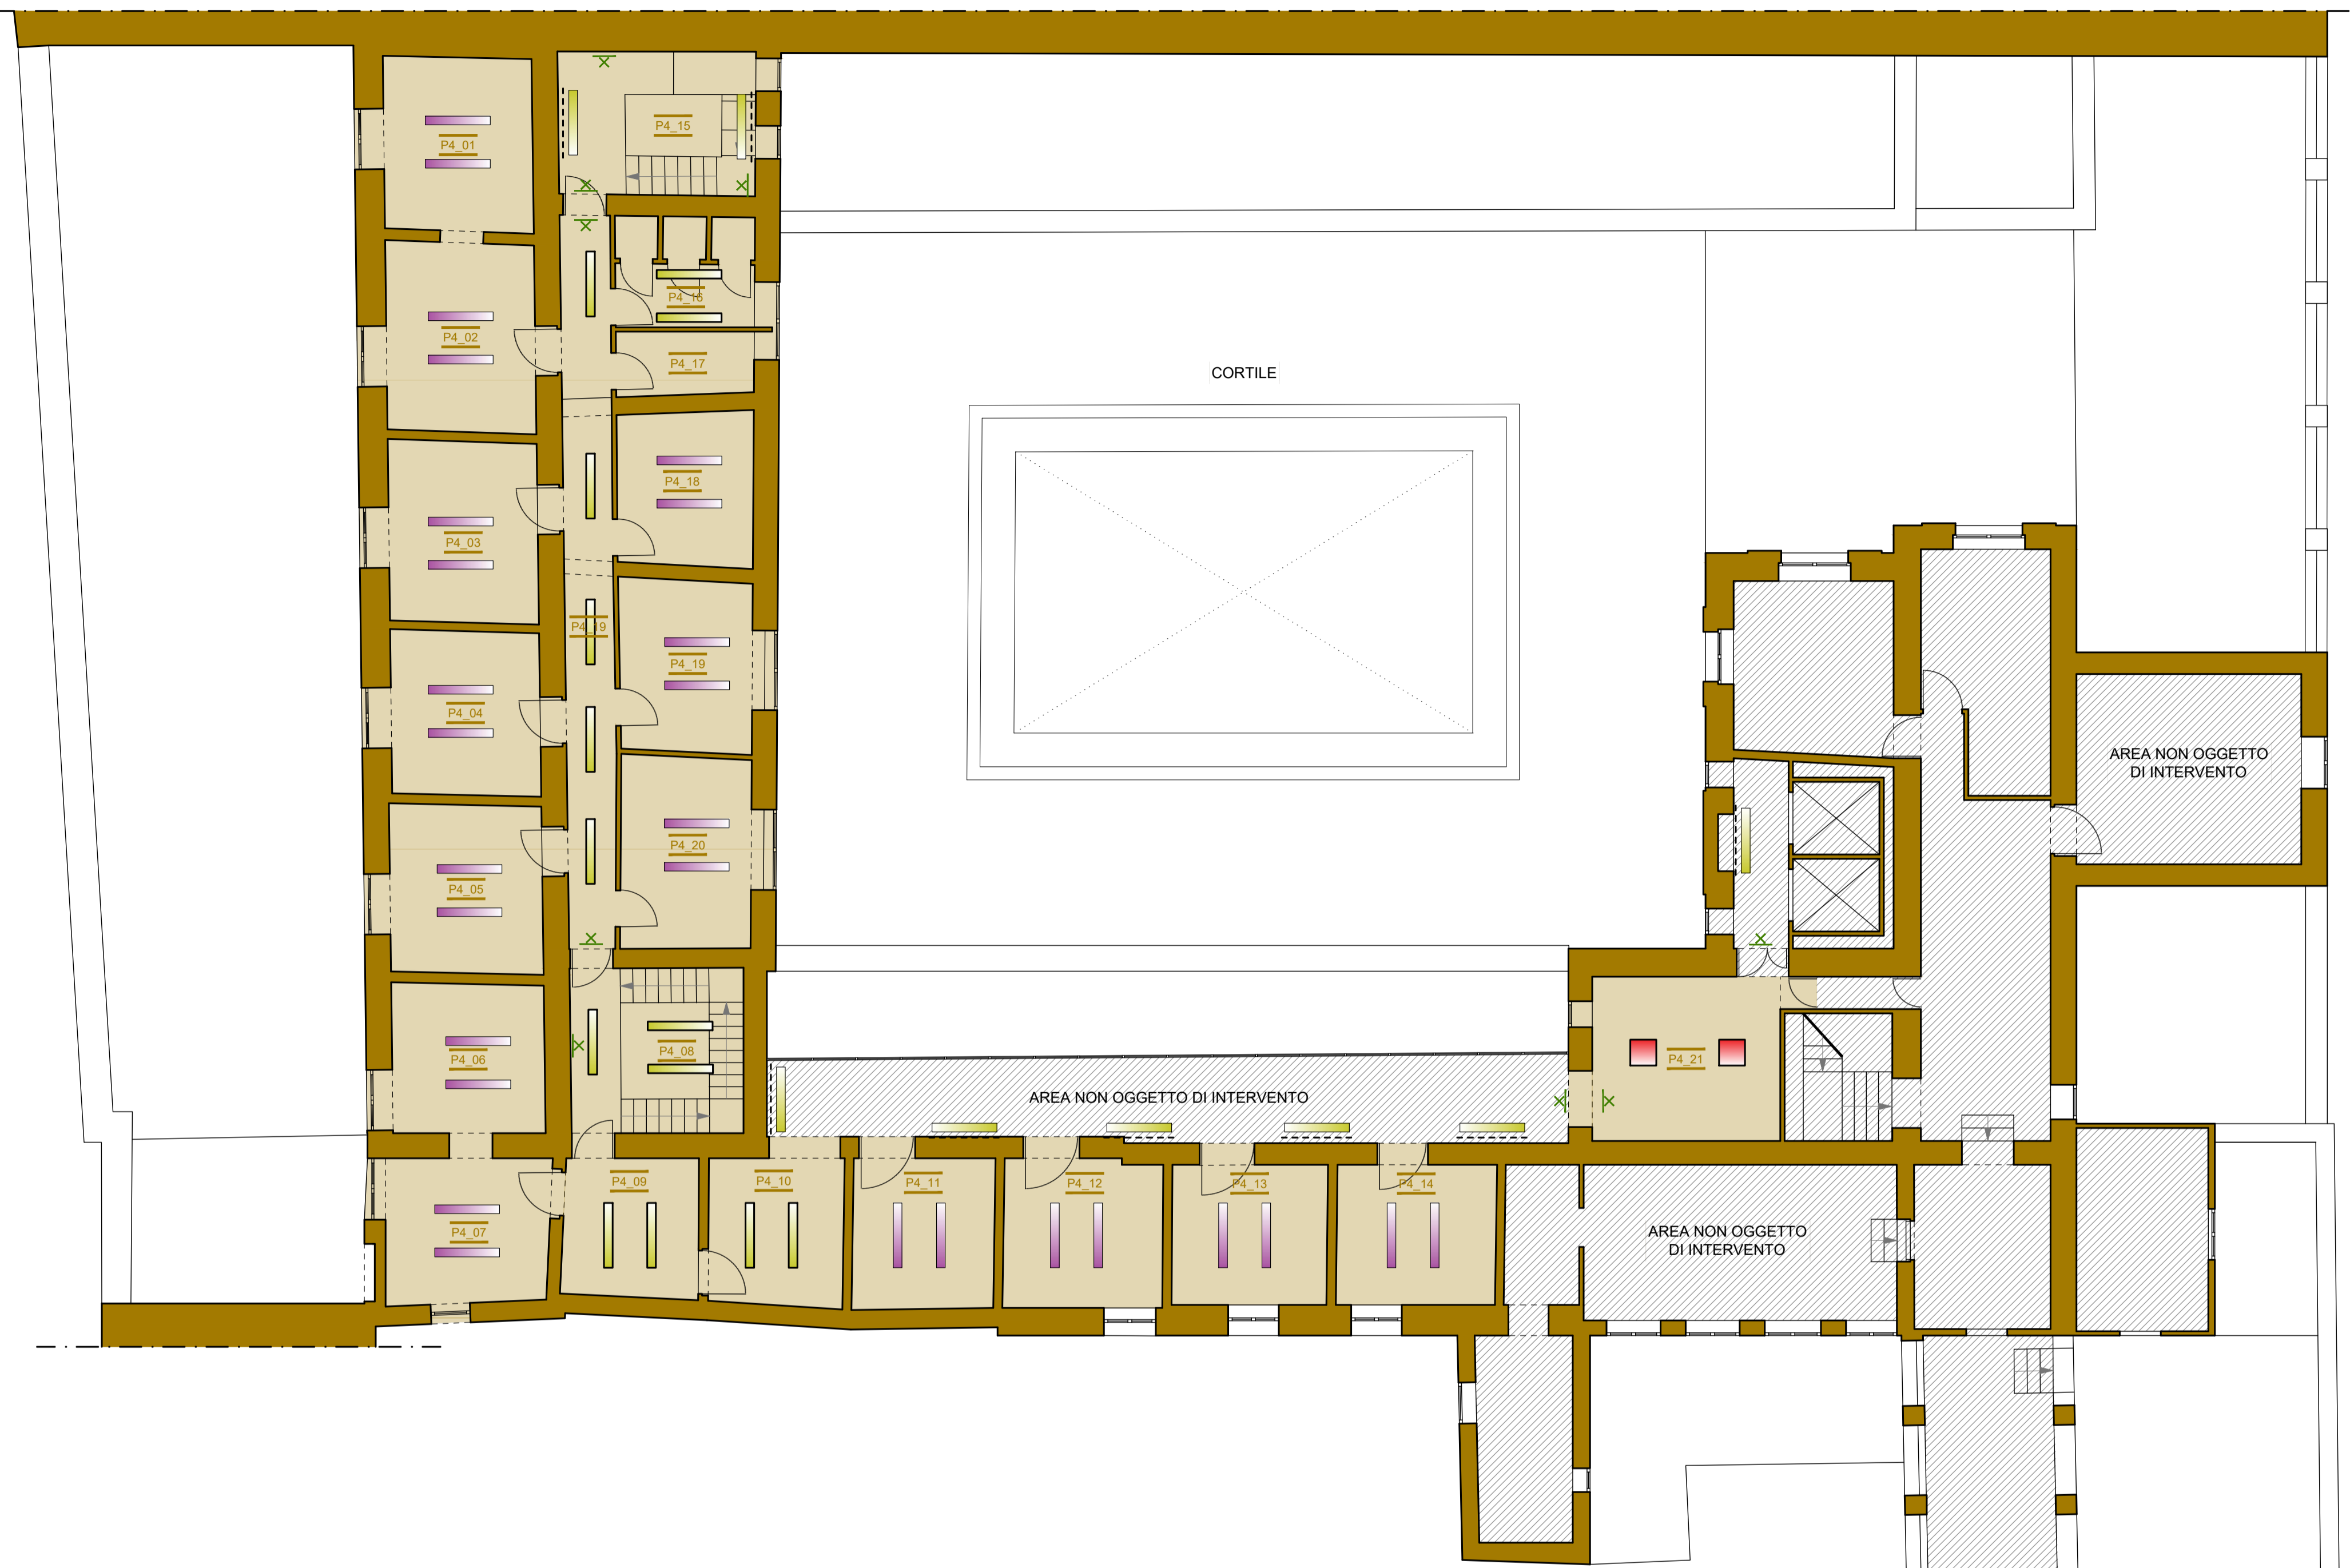 P4_15
P4_01
P4_16
P4_02
P4_17
CORTILE
P4_18
P4_03
P4_19
P4_19
P4_04
AREA NON OGGETTO
DI INTERVENTO
P4_20
P4_05
P4_08
P4_06
P4_21
AREA NON OGGETTO DI INTERVENTO
P4_09
P4_10
P4_11
P4_12
P4_13
P4_14
P4_07
AREA NON OGGETTO
DI INTERVENTO